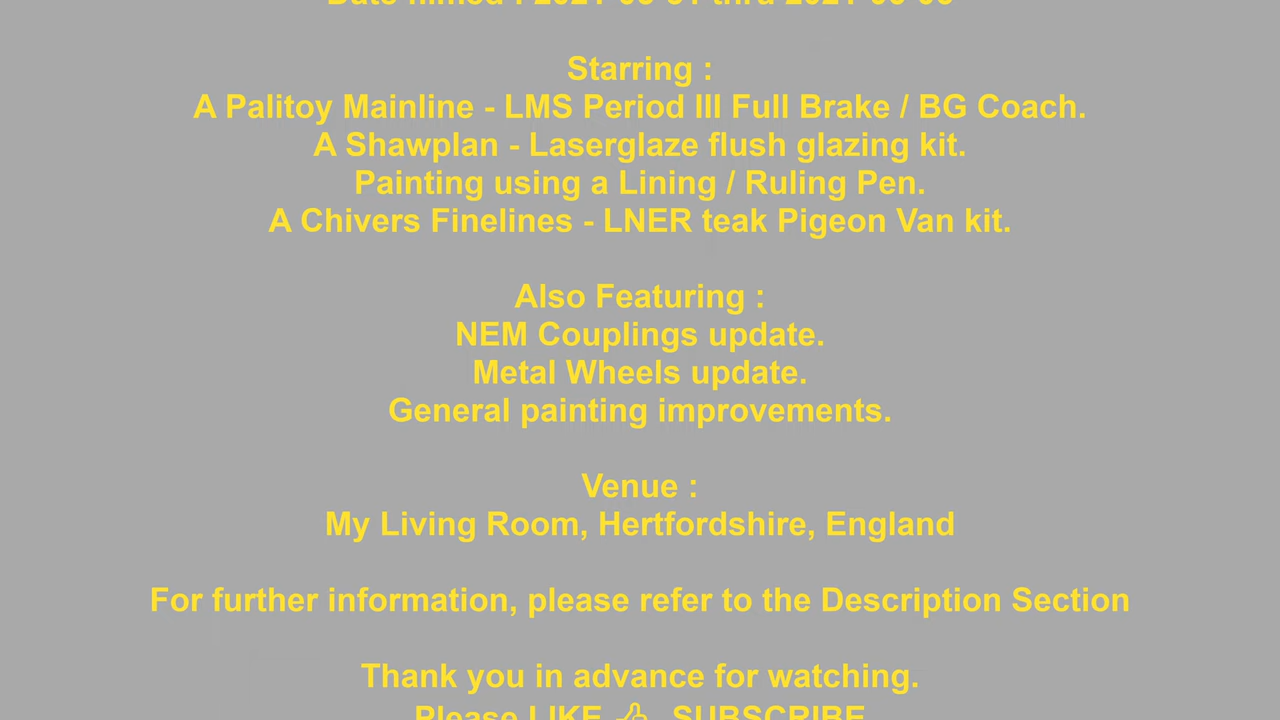 Starring :
A Palitoy Mainline - LMS Period III Full Brake / BG Coach.
A Shawplan - Laserglaze flush glazing kit.
Painting using a Lining / Ruling Pen.
A Chivers Finelines - LNER teak Pigeon Van kit.
Also Featuring :
NEM Couplings update.
Metal Wheels update.
General painting improvements.
Venue :
My Living Room, Hertfordshire, England
For further information, please refer to the Description Section
Thank you in advance for watching.
Please LIKE 👍 SUBSCRIBE